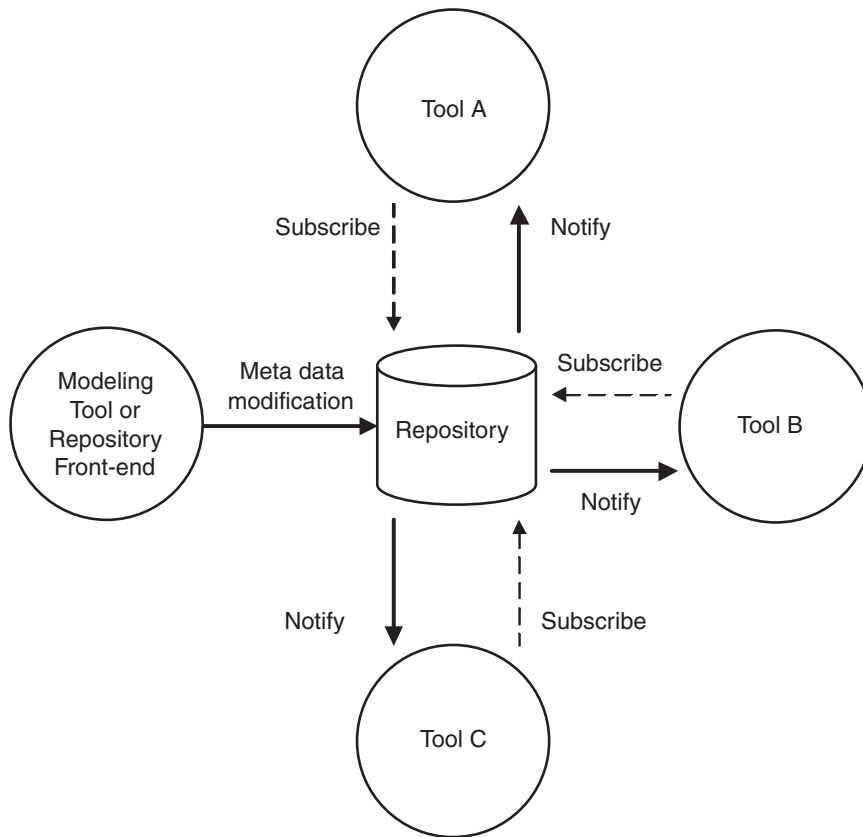 Tool A
Subscribe
Notify
Modeling
Tool or
Repository
Front-end
Meta data
modification
Repository
Subscribe
Tool B
Notify
Notify
Subscribe
Tool C